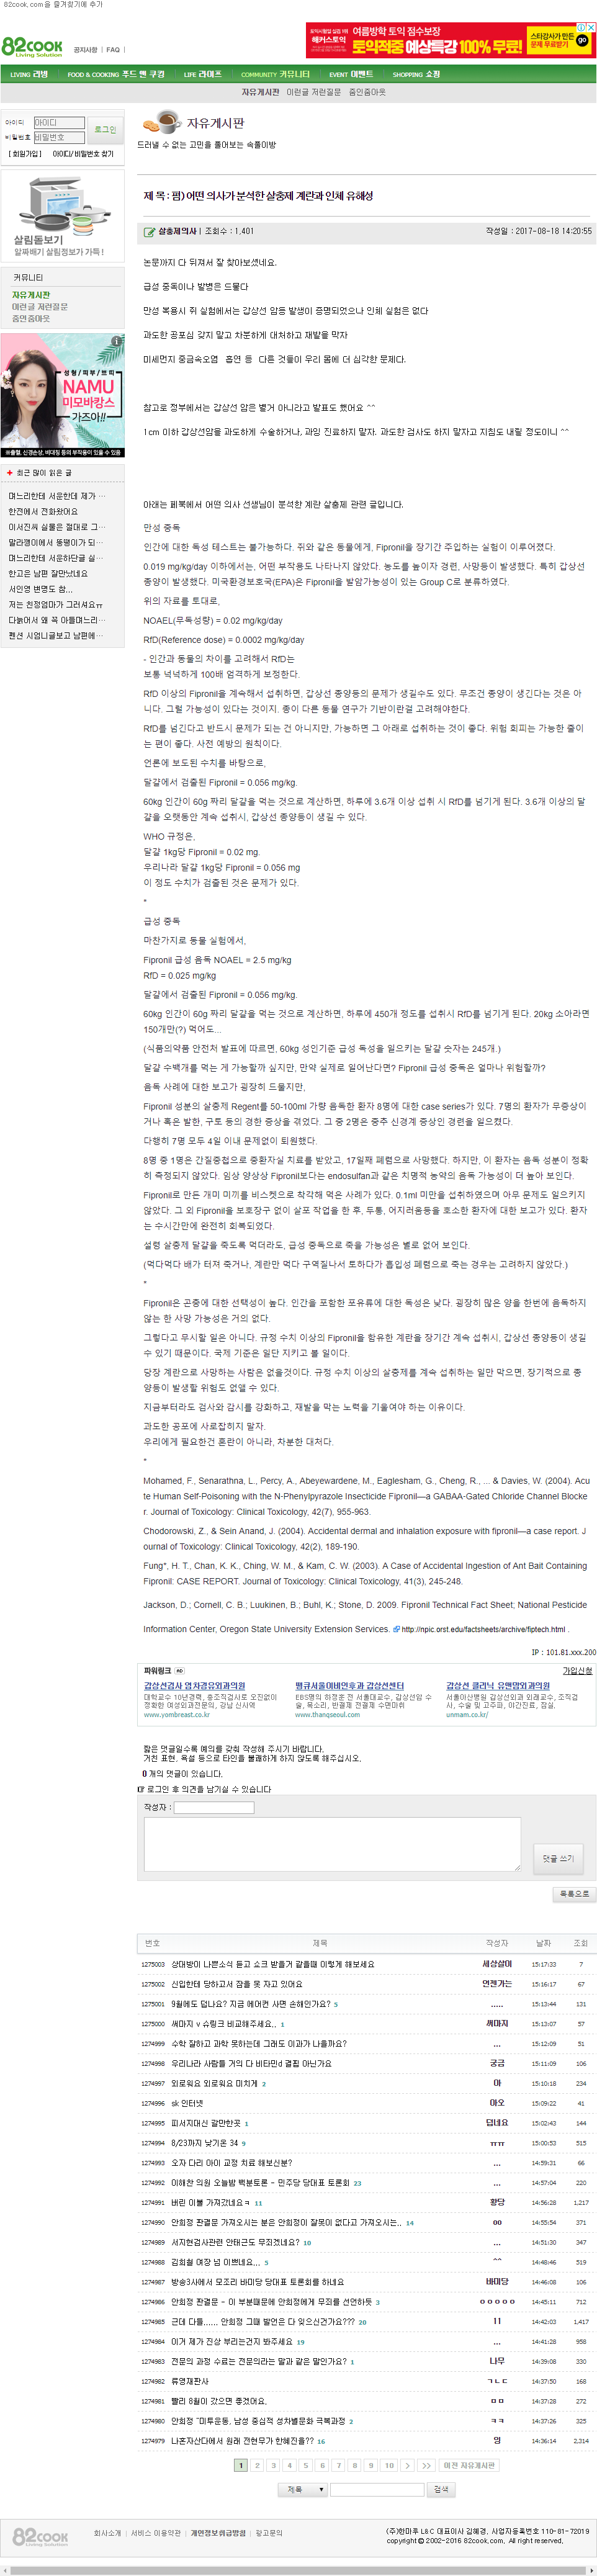 82cook.com을 즐겨찾기에 추가
82cook
Living Solution
공지사항 | FAQ |
여름방학 토익 점수보장
해커스토익
토익적중 예상특강 100% 무료!
스타강사가 만든
문제 무료받기
go
LIVING 리빙
FOOD & COOKING 푸드 앤 쿠킹
LIFE 라이프
COMMUNITY 커뮤니티
EVENT 이벤트
SHOPPING 쇼핑
자유게시판 이런글 저런질문 줌인줌아웃
아이디 아이디
비밀번호 비밀번호
로그인
[ 회원가입 ] 아이디/비밀번호 찾기
살림돋보기
알짜배기 살림정보가 가득!
커뮤니티
자유게시판
이런글 저런질문
줌인줌아웃
성형/피부/쁘띠
NAMU
미모바캉스
가즈아!!
※출혈, 신경손상, 비대칭 등의 부작용이 있을 수 있음
최근 많이 읽은 글
며느리한테 서운한데 제가 …
한전에서 전화왔어요
이서진씨 실물은 절대로 그…
말라깽이에서 똥땡이가 되…
며느리한테 서운하단글 실…
한고은 남편 잘만났네요
서인영 변명도 참...
저는 친정엄마가 그러셔요ㅠ
다늙어서 왜 꼭 아들며느리…
펜션 시엄니글보고 남편에…
자유게시판
드러낼 수 없는 고민을 풀어보는 속풀이방
제 목 : 펌) 어떤 의사가 분석한 살충제 계란과 인체 유해성
살충제의사 | 조회수 : 1,401
작성일 : 2017-08-18 14:20:55
논문까지 다 뒤져서 잘 찾아보셨네요.
급성 중독이나 발병은 드물다
만성 복용시 쥐 실험에서는 갑상선 암등 발생이 증명되었으나 인체 실험은 없다
과도한 공포심 갖지 말고 차분하게 대처하고 재발을 막자
미세먼지 중금속오염 흡연 등 다른 것들이 우리 몸에 더 심각한 문제다.
참고로 정부에서는 갑상선 암은 별거 아니라고 발표도 했어요 ^^
1cm 이하 갑상선암을 과도하게 수술하거나, 과잉 진료하지 말자. 과도한 검사도 하지 말자고 지침도 내릴 정도이니 ^^
아래는 페북에서 어떤 의사 선생님이 분석한 계란 살충제 관련 글입니다.
만성 중독
인간에 대한 독성 테스트는 불가능하다. 쥐와 같은 동물에게, Fipronil을 장기간 주입하는 실험이 이루어졌다.
0.019 mg/kg/day 이하에서는, 어떤 부작용도 나타나지 않았다. 농도를 높이자 경련, 사망등이 발생했다. 특히 갑상선
종양이 발생했다. 미국환경보호국(EPA)은 Fipronil을 발암가능성이 있는 Group C로 분류하였다.
위의 자료를 토대로,
NOAEL(무독성량) = 0.02 mg/kg/day
RfD(Reference dose) = 0.0002 mg/kg/day
- 인간과 동물의 차이를 고려해서 RfD는
보통 넉넉하게 100배 엄격하게 보정한다.
RfD 이상의 Fipronil을 계속해서 섭취하면, 갑상선 종양등의 문제가 생길수도 있다. 무조건 종양이 생긴다는 것은 아
니다. 그럴 가능성이 있다는 것이지. 종이 다른 동물 연구가 기반이란걸 고려해야한다.
RfD를 넘긴다고 반드시 문제가 되는 건 아니지만, 가능하면 그 아래로 섭취하는 것이 좋다. 위험 회피는 가능한 줄이
는 편이 좋다. 사전 예방의 원칙이다.
언론에 보도된 수치를 바탕으로,
달걀에서 검출된 Fipronil = 0.056 mg/kg.
60kg 인간이 60g 짜리 달걀을 먹는 것으로 계산하면, 하루에 3.6개 이상 섭취 시 RfD를 넘기게 된다. 3.6개 이상의 달
걀을 오랫동안 계속 섭취시, 갑상선 종양등이 생길 수 있다.
WHO 규정은,
달걀 1kg당 Fipronil = 0.02 mg.
우리나라 달걀 1kg당 Fipronil = 0.056 mg
이 정도 수치가 검출된 것은 문제가 있다.
*
급성 중독
마찬가지로 동물 실험에서,
Fipronil 급성 음독 NOAEL = 2.5 mg/kg
RfD = 0.025 mg/kg
달걀에서 검출된 Fipronil = 0.056 mg/kg.
60kg 인간이 60g 짜리 달걀을 먹는 것으로 계산하면, 하루에 450개 정도를 섭취시 RfD를 넘기게 된다. 20kg 소아라면
150개만(?) 먹어도...
(식품의약품 안전처 발표에 따르면, 60kg 성인기준 급성 독성을 일으키는 달걀 숫자는 245개.)
달걀 수백개를 먹는 게 가능할까 싶지만, 만약 실제로 일어난다면? Fipronil 급성 중독은 얼마나 위험할까?
음독 사례에 대한 보고가 굉장히 드물지만,
Fipronil 성분의 살충제 Regent를 50-100ml 가량 음독한 환자 8명에 대한 case series가 있다. 7명의 환자가 무증상이
거나 혹은 발한, 구토 등의 경한 증상을 겪었다. 그 중 2명은 중추 신경계 증상인 경련을 일으켰다.
다행히 7명 모두 4일 이내 문제없이 퇴원했다.
8명 중 1명은 간질중첩으로 중환자실 치료를 받았고, 17일째 폐렴으로 사망했다. 하지만, 이 환자는 음독 성분이 정확
히 측정되지 않았다. 임상 양상상 Fipronil보다는 endosulfan과 같은 치명적 농약의 음독 가능성이 더 높아 보인다.
Fipronil로 만든 개미 미끼를 비스켓으로 착각해 먹은 사례가 있다. 0.1ml 미만을 섭취하였으며 아무 문제도 일으키지
않았다. 그 외 Fipronil을 보호장구 없이 살포 작업을 한 후, 두통, 어지러움등을 호소한 환자에 대한 보고가 있다. 환자
는 수시간만에 완전히 회복되었다.
설령 살충제 달걀을 죽도록 먹더라도, 급성 중독으로 죽을 가능성은 별로 없어 보인다.
(먹다먹다 배가 터져 죽거나, 계란만 먹다 구역질나서 토하다가 흡입성 폐렴으로 죽는 경우는 고려하지 않았다.)
*
Fipronil은 곤충에 대한 선택성이 높다. 인간을 포함한 포유류에 대한 독성은 낮다. 굉장히 많은 양을 한번에 음독하지
않는 한 사망 가능성은 거의 없다.
그렇다고 무시할 일은 아니다. 규정 수치 이상의 Fipronil을 함유한 계란을 장기간 계속 섭취시, 갑상선 종양등이 생길
수 있기 때문이다. 국제 기준은 일단 지키고 볼 일이다.
당장 계란으로 사망하는 사람은 없을것이다. 규정 수치 이상의 살충제를 계속 섭취하는 일만 막으면, 장기적으로 종
양등이 발생할 위험도 없앨 수 있다.
지금부터라도 검사와 감시를 강화하고, 재발을 막는 노력을 기울여야 하는 이유이다.
과도한 공포에 사로잡히지 말자.
우리에게 필요한건 혼란이 아니라, 차분한 대처다.
*
Mohamed, F., Senarathna, L., Percy, A., Abeyewardene, M., Eaglesham, G., Cheng, R., ... & Davies, W. (2004). Acu
te Human Self-Poisoning with the N-Phenylpyrazole Insecticide Fipronil—a GABAA-Gated Chloride Channel Blocke
r. Journal of Toxicology: Clinical Toxicology, 42(7), 955-963.
Chodorowski, Z., & Sein Anand, J. (2004). Accidental dermal and inhalation exposure with fipronil—a case report. J
ournal of Toxicology: Clinical Toxicology, 42(2), 189-190.
Fung*, H. T., Chan, K. K., Ching, W. M., & Kam, C. W. (2003). A Case of Accidental Ingestion of Ant Bait Containing
Fipronil: CASE REPORT. Journal of Toxicology: Clinical Toxicology, 41(3), 245-248.
Jackson, D.; Cornell, C. B.; Luukinen, B.; Buhl, K.; Stone, D. 2009. Fipronil Technical Fact Sheet; National Pesticide
Information Center, Oregon State University Extension Services. http://npic.orst.edu/factsheets/archive/fiptech.html .
IP : 101.81.xxx.200
파워링크 AD
가입신청
갑상선검사 엄차경유외과의원
대학교수 10년경력, 총조직검사로 오진없이
정확한 여성외과전문의, 강남 신사역
www.yombreast.co.kr
땡큐서울이비인후과 갑상선센터
EBS명의 하정훈 전 서울대교수, 갑상선암 수
술, 목소리, 반절제 전결제 수면마취
www.thanqseoul.com
갑상선 클리닉 유앤맘외과의원
서울아산병원 갑상선외과 외래교수, 조직검
사, 수술 및 고주파, 야간진료, 잠실.
unmam.co.kr/
짧은 댓글일수록 예의를 갖춰 작성해 주시기 바랍니다.
거친 표현, 욕설 등으로 타인을 불쾌하게 하지 않도록 해주십시오.
0 개의 댓글이 있습니다.
로그인 후 의견을 남기실 수 있습니다
작성자 :
댓글 쓰기
목록으로
번호 제목 작성자 날짜 조회
1275003 상대방이 나쁜소식 듣고 쇼크 받을거 같을때 이렇게 해보세요 세상살이 15:17:33 7
1275002 신입한테 당하고서 잠을 못 자고 있어요 언젠가는 15:16:17 67
1275001 9월에도 덥나요? 지금 에어컨 사면 손해인가요? 5 ..... 15:13:44 131
1275000 써마지 v 슈링크 비교해주세요.. 1 써마지 15:13:07 57
1274999 수학 잘하고 과학 못하는데 그래도 이과가 나을까요? ... 15:12:09 51
1274998 우리나라 사람들 거의 다 비타민d 결핍 아닌가요 궁금 15:11:09 106
1274997 외로워요 외로워요 미치게 2 마 15:10:18 234
1274996 sk 인터넷 아오 15:09:22 41
1274995 피서지대신 갈만한곳 1 덥네요 15:02:43 144
1274994 8/23까지 낮기온 34 9 ㅠㅠ 15:00:53 515
1274993 오자 다리 아이 교정 치료 해보신분? ... 14:59:31 66
1274992 이해찬 의원 오늘밤 백분토론 - 민주당 당대표 토론회 23 ... 14:57:04 220
1274991 버린 이불 가져갔네요ㅋ 11 황당 14:56:28 1,217
1274990 안희정 판결문 가져오시는 분은 안희정이 잘못이 없다고 가져오시는.. 14 oo 14:55:54 371
1274989 서지현검사관련 안태근도 무죄겠네요? 10 ... 14:51:30 347
1274988 김희철 여장 넘 이쁘네요... 5 ^^ 14:48:46 519
1274987 방송3사에서 모조리 바미당 당대표 토론회를 하네요 바미당 14:46:08 106
1274986 안희정 판결문 - 이 부분때문에 안희정에게 무죄를 선언하듯 3 ㅇㅇㅇㅇㅇ 14:45:11 712
1274985 근데 다들...... 안희정 그때 발언은 다 잊으신건가요??? 20 11 14:42:03 1,417
1274984 이거 제가 진상 부리는건지 봐주세요 19 ... 14:41:28 958
1274983 전문의 과정 수료는 전문의라는 말과 같은 말인가요? 1 나무 14:39:08 330
1274982 류영재판사 ㄱㄴㄷ 14:37:50 168
1274981 빨리 8월이 갔으면 좋겠어요. ㅁㅁ 14:37:28 272
1274980 안희정 "미투운동, 남성 중심적 성차별문화 극복과정 2 ㅋㅋ 14:37:26 325
1274979 나혼자산다에서 원래 전현무가 한혜진을?? 16 엄 14:36:14 2,314
1 2 3 4 5 6 7 8 9 10 > >> 이전 자유게시판
제목 검색
82cook
Living Solution
회사소개 | 서비스 이용약관 | 개인정보취급방침 | 광고문의
(주)한마루 L&C 대표이사 김혜경, 사업자등록번호 110-81-72019
copyright © 2002-2016 82cook.com, All right reserved.